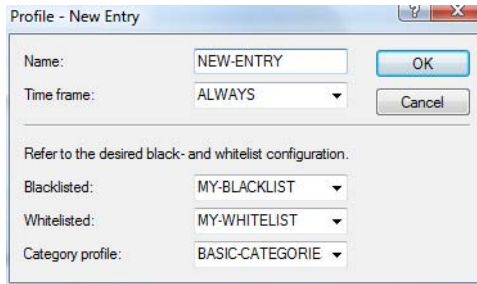 Profile - New Entry
Name: NEW-ENTRY OK
Time frame: ALWAYS Cancel
Refer to the desired black- and whitelist configuration.
Blacklisted: MY-BLACKLIST
Whitelisted: MY-WHITELIST
Category profile: BASIC-CATEGORIE